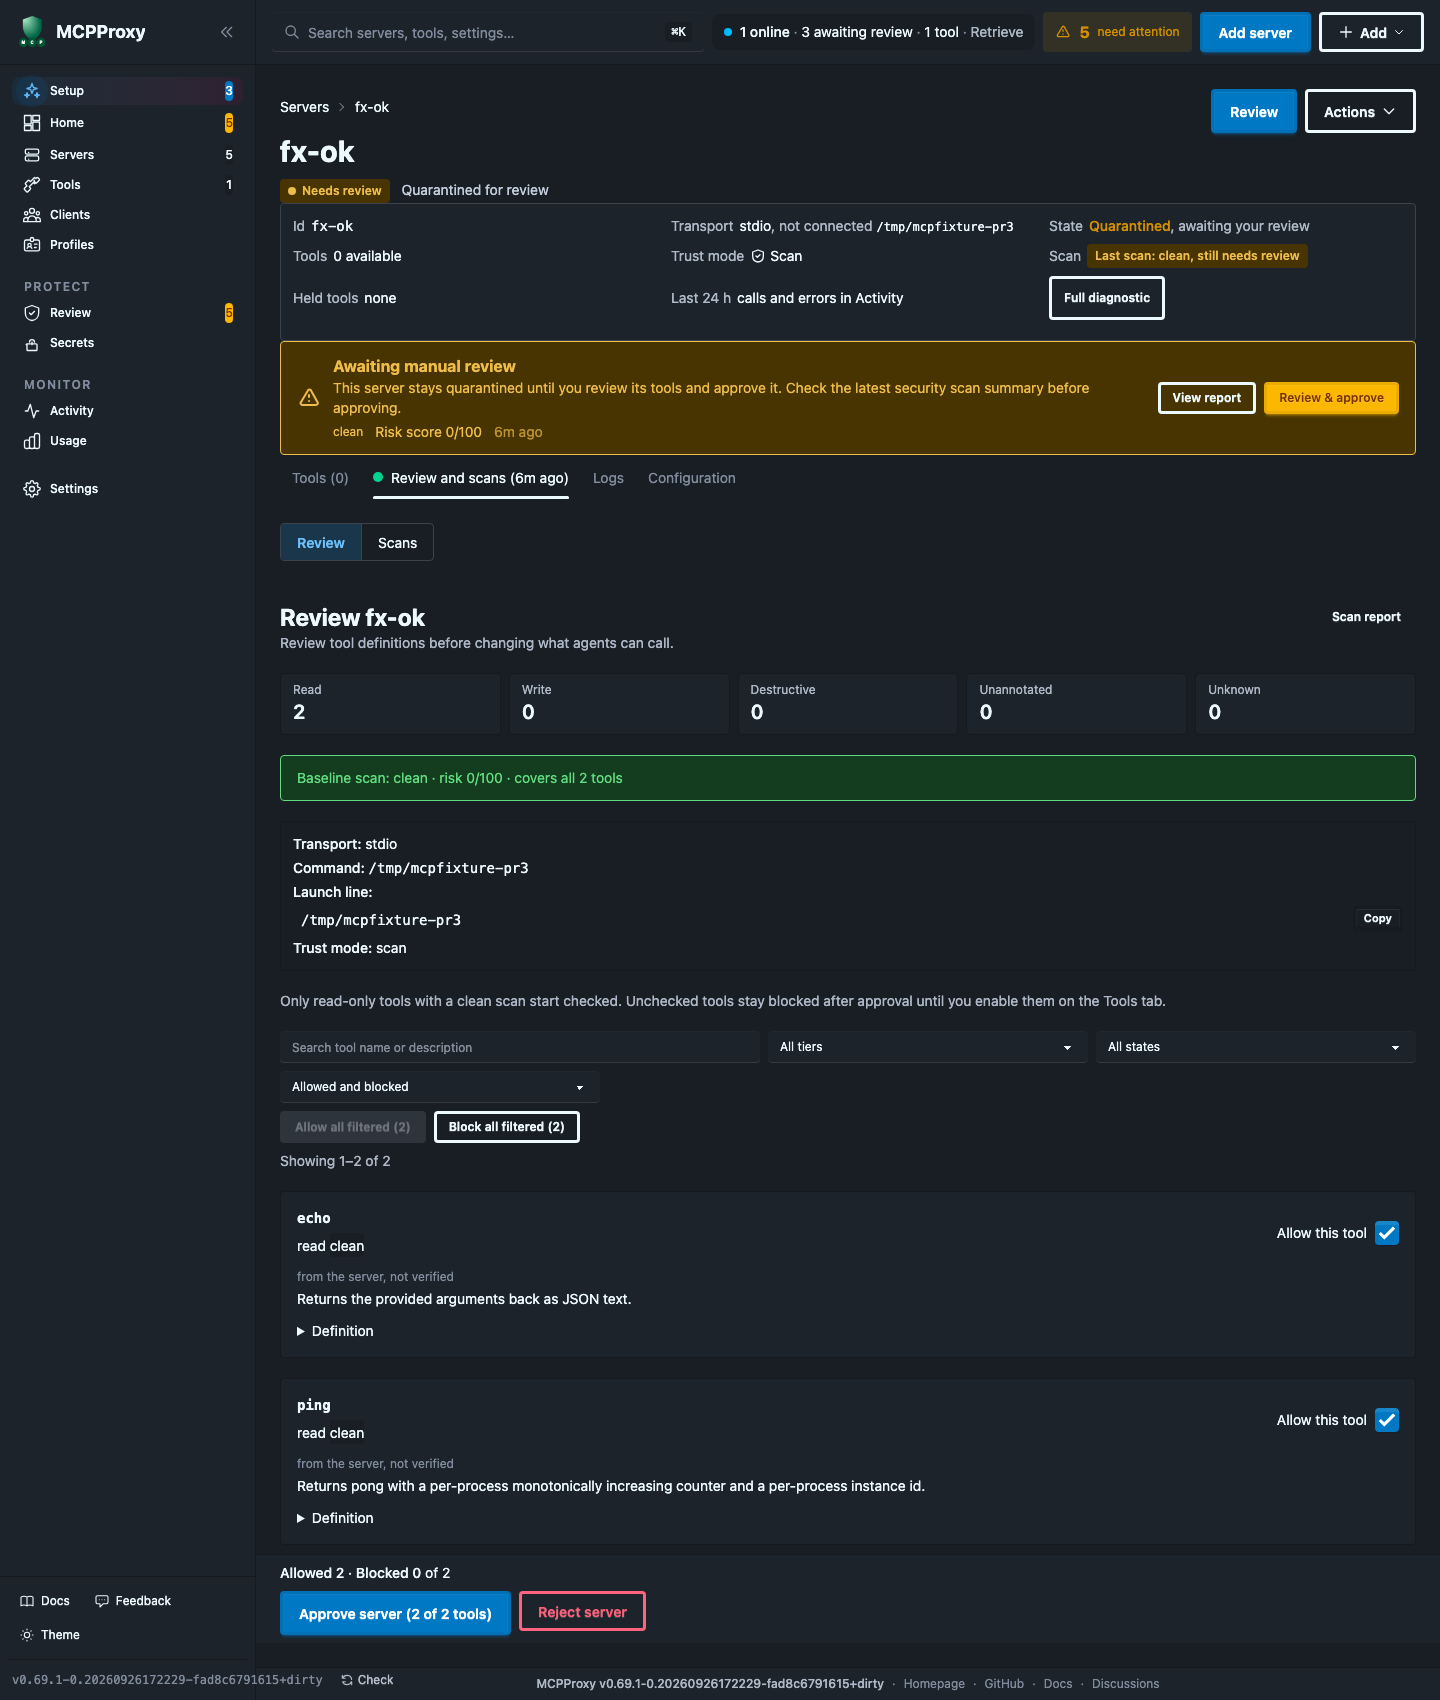 MCPProxy
Search servers, tools, settings...
⌘K
1 online · 3 awaiting review · 1 tool · Retrieve
5 need attention
Add server
Add
Setup 3
Home 5
Servers 5
Tools 1
Clients
Profiles
PROTECT
Review 5
Secrets
MONITOR
Activity
Usage
Settings
Servers > fx-ok
Review
Actions
fx-ok
Needs review
Quarantined for review
Id fx-ok
Transport stdio, not connected /tmp/mcpfixture-pr3
State Quarantined, awaiting your review
Tools 0 available
Trust mode Scan
Scan Last scan: clean, still needs review
Held tools none
Last 24 h calls and errors in Activity
Full diagnostic
Awaiting manual review
This server stays quarantined until you review its tools and approve it. Check the latest security scan summary before
approving.
clean Risk score 0/100 6m ago
View report
Review & approve
Tools (0)
Review and scans (6m ago)
Logs
Configuration
Review
Scans
Review fx-ok
Scan report
Review tool definitions before changing what agents can call.
Read
2
Write
0
Destructive
0
Unannotated
0
Unknown
0
Baseline scan: clean · risk 0/100 · covers all 2 tools
Transport: stdio
Command: /tmp/mcpfixture-pr3
Launch line:
/tmp/mcpfixture-pr3
Copy
Trust mode: scan
Only read-only tools with a clean scan start checked. Unchecked tools stay blocked after approval until you enable them on the Tools tab.
Search tool name or description
All tiers
All states
Allowed and blocked
Allow all filtered (2)
Block all filtered (2)
Showing 1–2 of 2
echo
Allow this tool
read clean
from the server, not verified
Returns the provided arguments back as JSON text.
Definition
ping
Allow this tool
read clean
from the server, not verified
Returns pong with a per-process monotonically increasing counter and a per-process instance id.
Definition
Allowed 2 · Blocked 0 of 2
Approve server (2 of 2 tools)
Reject server
Docs
Feedback
Theme
v0.69.1-0.20260926172229-fad8c6791615+dirty
Check
MCPProxy v0.69.1-0.20260926172229-fad8c6791615+dirty · Homepage · GitHub · Docs · Discussions